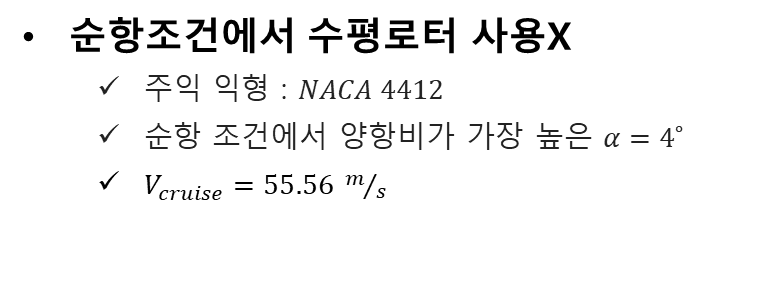 • 순항조건에서 수평로터 사용X
✓ 주익 익형 : NACA 4412
✓ 순항 조건에서 양항비가 가장 높은 α = 4°
✓ V_cruise = 55.56 m/s